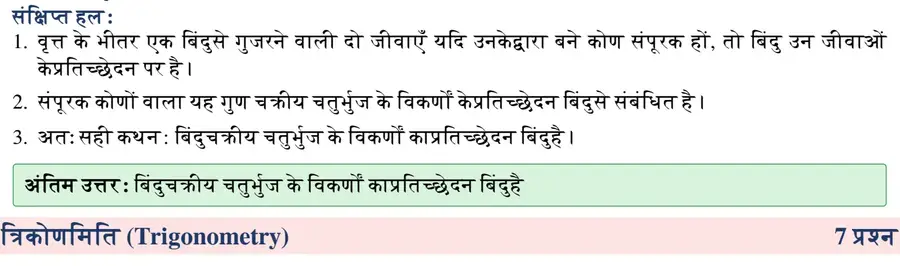 संक्षिप्त हल :
1. वृत्त के भीतर एक बिंदुसे गुजरने वाली दो जीवाएँ यदि उनकेद्वारा बने कोण संपूरक हों, तो बिंदु उन जीवाओं
केप्रतिच्छेदन पर है।
2. संपूरक कोणों वाला यह गुण चक्रीय चतुर्भुज के विकर्णों केप्रतिच्छेदन बिंदुसे संबंधित है।
3. अतः सही कथन : बिंदुचक्रीय चतुर्भुज के विकर्णों काप्रतिच्छेदन बिंदुहै।
अंतिम उत्तर : बिंदुचक्रीय चतुर्भुज के विकर्णों काप्रतिच्छेदन बिंदुहै
त्रिकोणमिति (Trigonometry) 7 प्रश्न